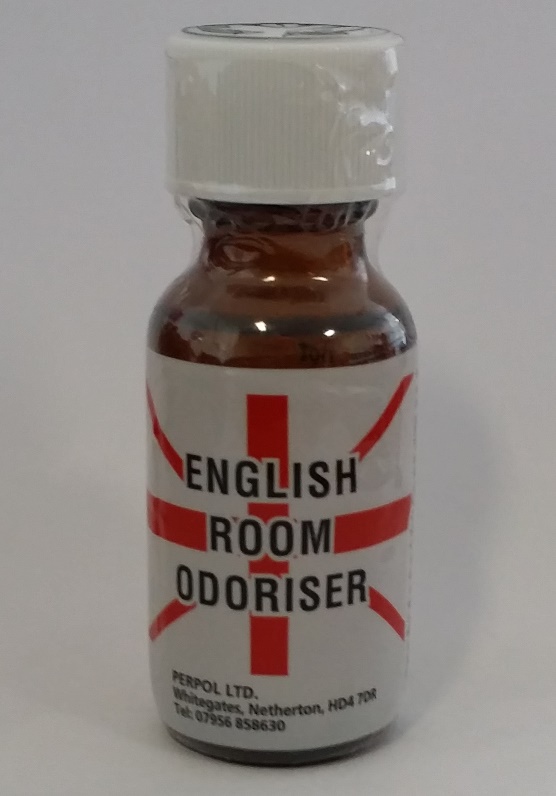 ENGLISH
ROOM
ODORISER
PERPOL LTD.
Whitegates, Netherton, HD4 7DR
Tel: 07956 858630